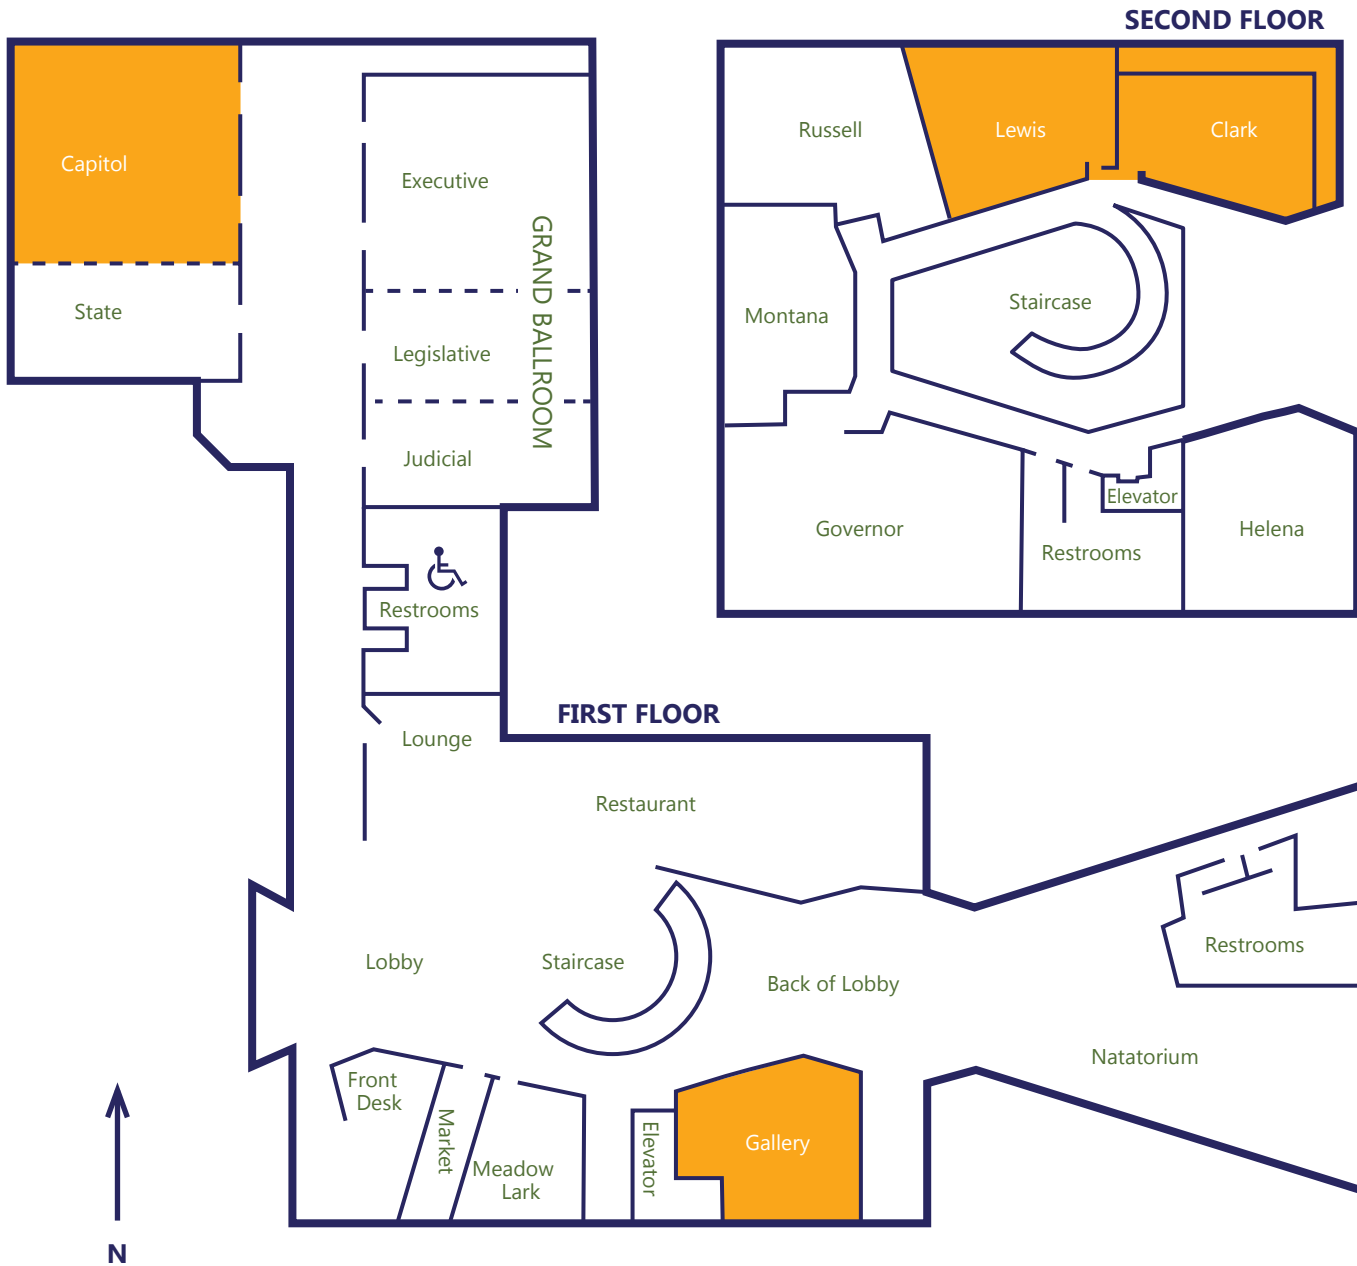 SECOND FLOOR
Russell
Lewis
Clark
Capitol
Executive
GRAND BALLROOM
State
Legislative
Judicial
Montana
Staircase
Governor
Elevator
Restrooms
Helena
Restrooms
FIRST FLOOR
Lounge
Restaurant
Lobby
Staircase
Back of Lobby
Restrooms
Natatorium
Front
Desk
Market
Meadow
Lark
Elevator
Gallery
N